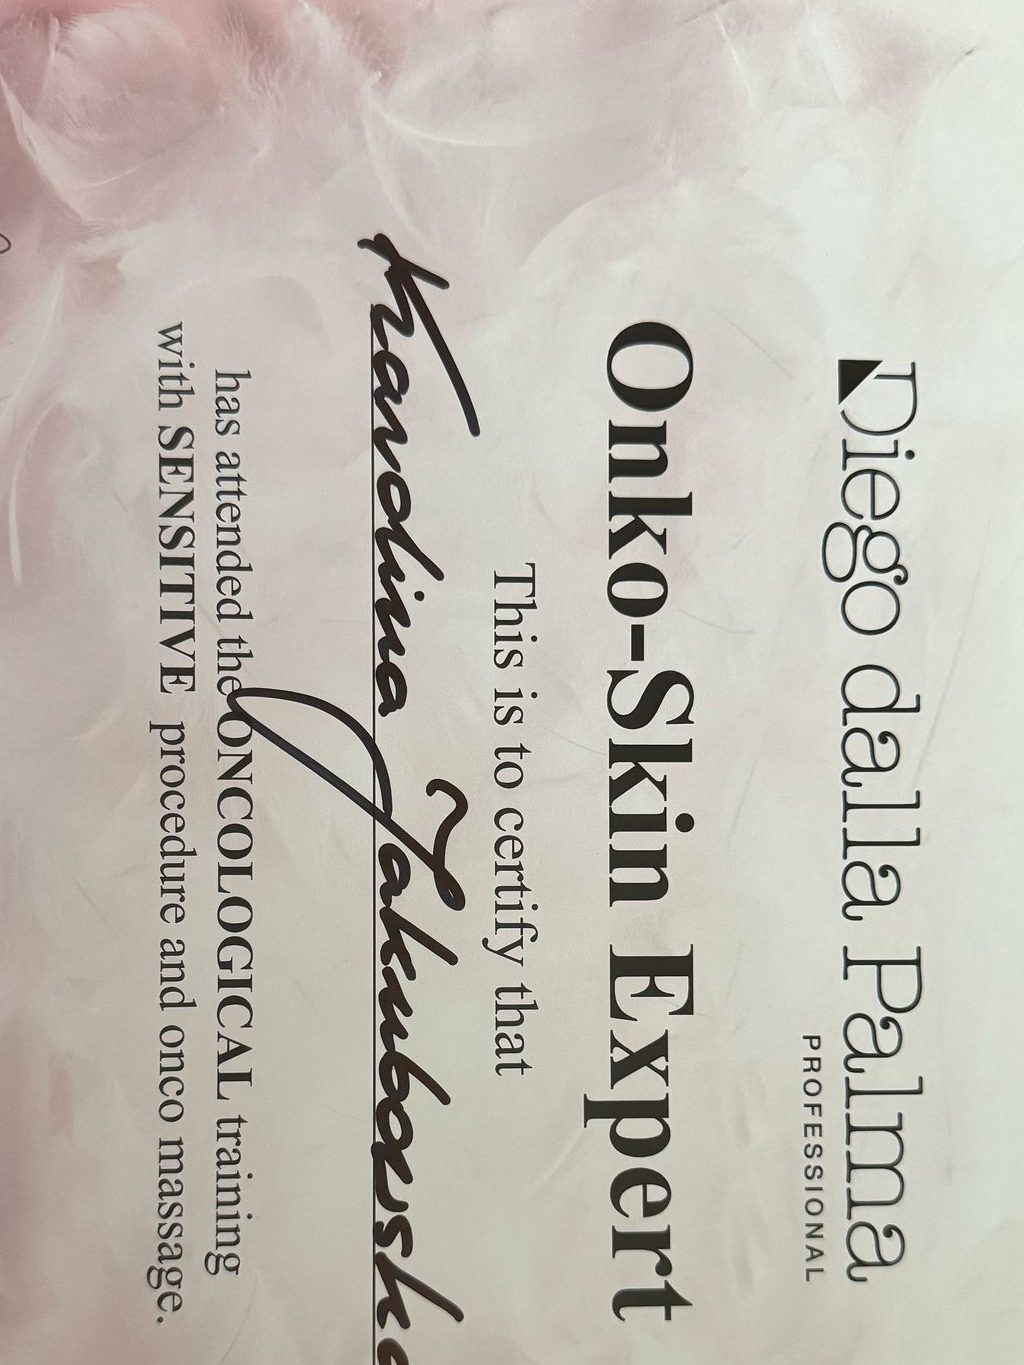 Diego dalla Palma
PROFESSIONAL
Onko-Skin Expert
This is to certify that
Karolina
has attended the ONCOLOGICAL training
with SENSITIVE procedure and onco massage.